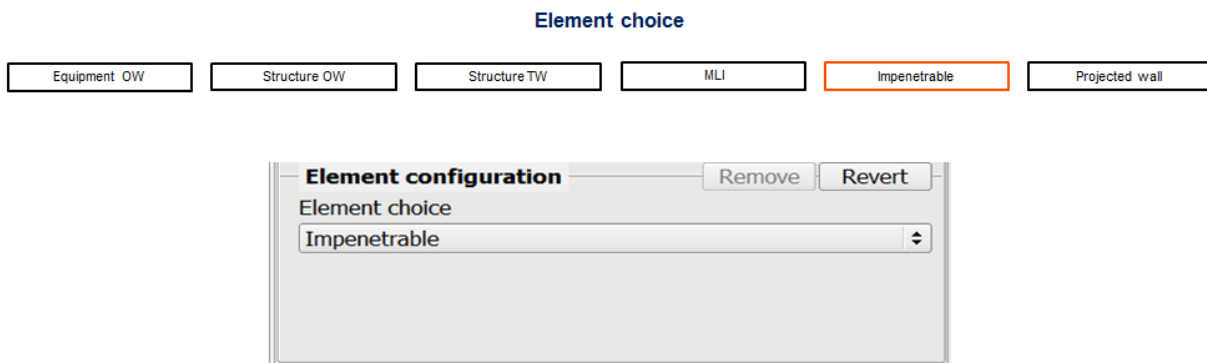 Element choice
Equipment OW
Structure OW
Structure TW
MLI
Impenetrable
Projected wall
Element configuration
Remove
Revert
Element choice
Impenetrable